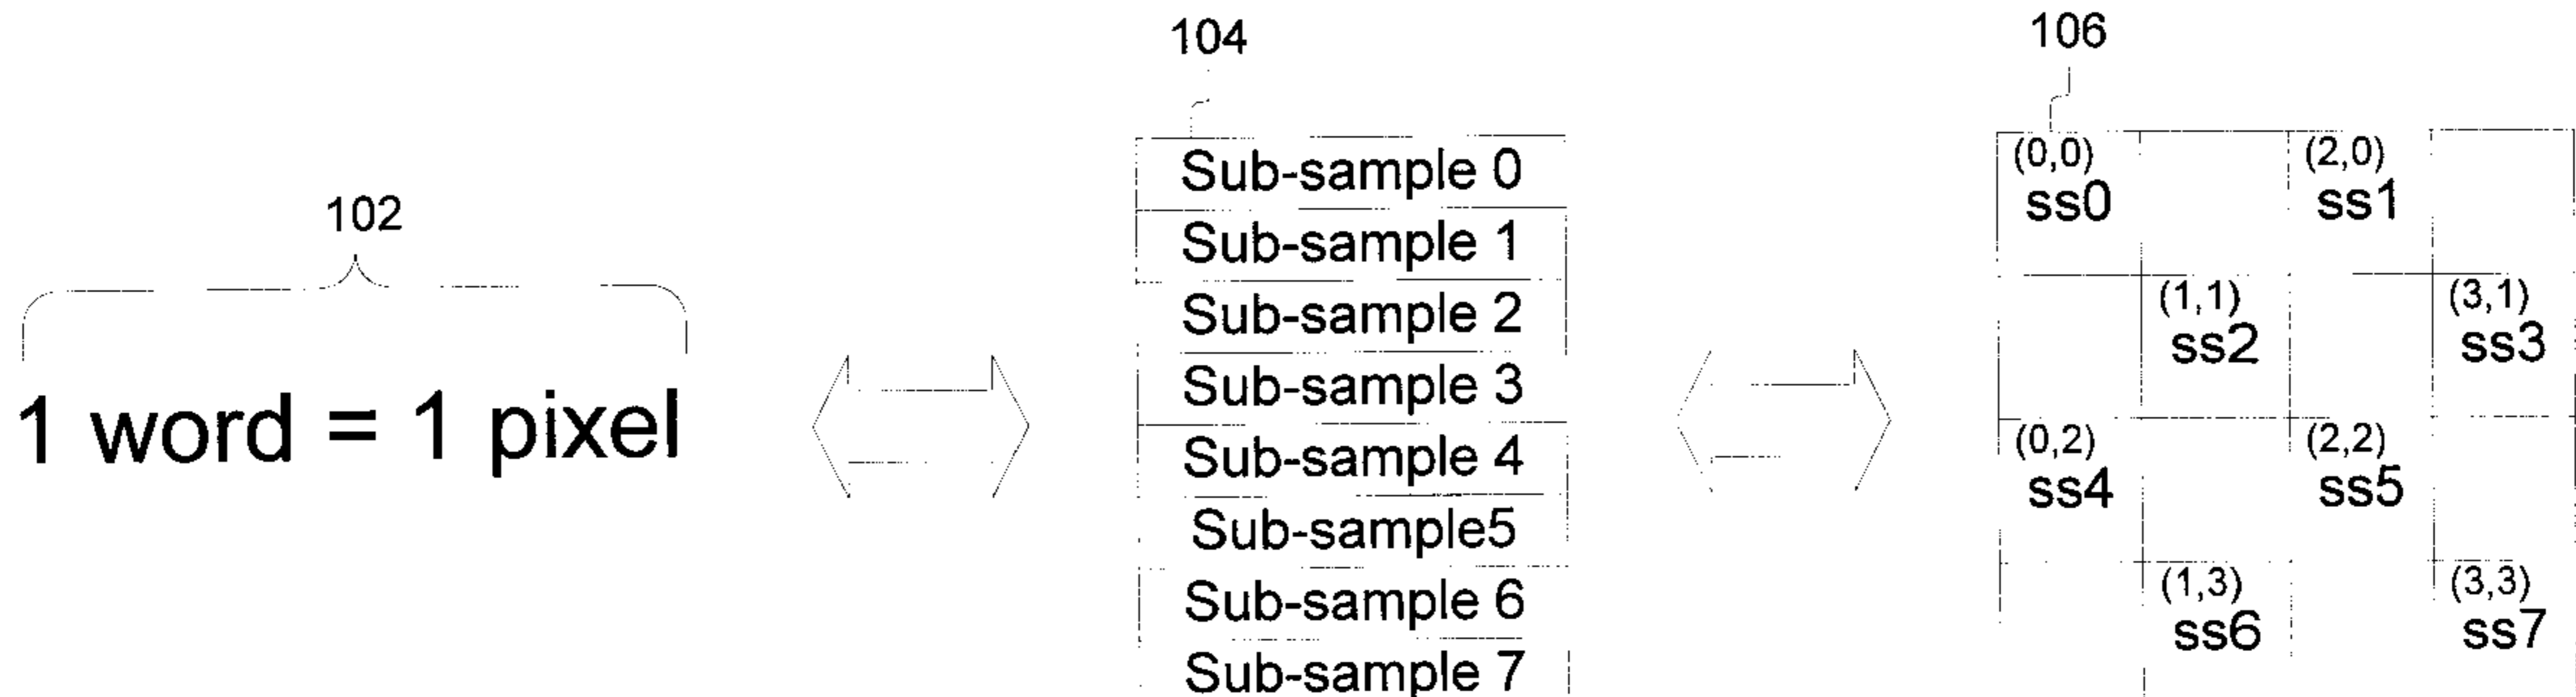 102
1 word = 1 pixel
104
Sub-sample 0
Sub-sample 1
Sub-sample 2
Sub-sample 3
Sub-sample 4
Sub-sample5
Sub-sample 6
Sub-sample 7
106
(0,0) (2,0)
ss0 ss1
(1,1) (3,1)
ss2 ss3
(0,2) (2,2)
ss4 ss5
(1,3) (3,3)
ss6 ss7